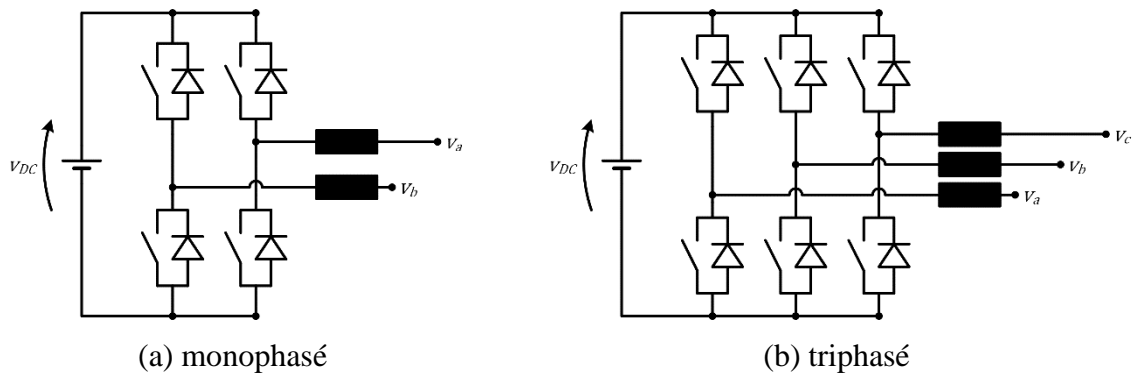 v_DC
v_a
v_b
v_DC
v_c
v_b
v_a
(a) monophasé
(b) triphasé